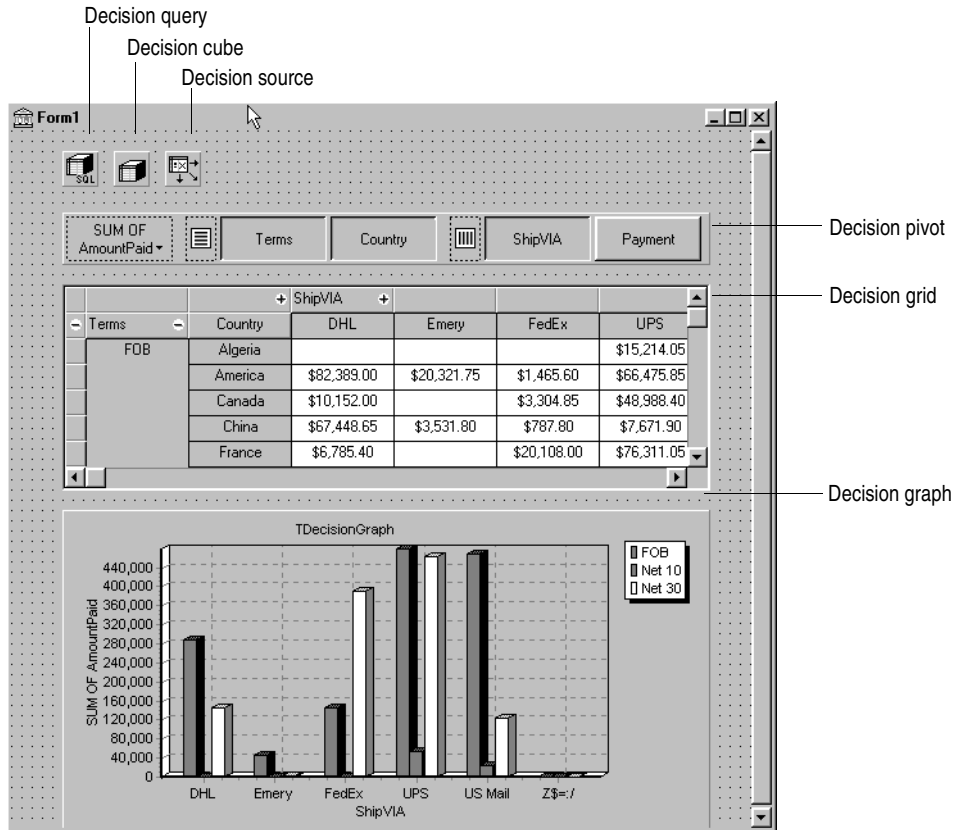 Decision query
Decision cube
Decision source
Form1
SQL
SUM OF
AmountPaid
Terms
Country
ShipVIA
Payment
Decision pivot
+ ShipVIA +
Decision grid
- Terms - Country DHL Emery FedEx UPS
FOB Algeria $15,214.05
America $82,389.00 $20,321.75 $1,465.60 $66,475.85
Canada $10,152.00 $3,304.85 $48,988.40
China $67,448.65 $3,531.80 $787.80 $7,671.90
France $6,785.40 $20,108.00 $76,311.05
Decision graph
TDecisionGraph
FOB
Net 10
Net 30
SUM OF AmountPaid
440,000
400,000
360,000
320,000
280,000
240,000
200,000
160,000
120,000
80,000
40,000
0
DHL Emery FedEx UPS US Mail Z$=:/
ShipVIA